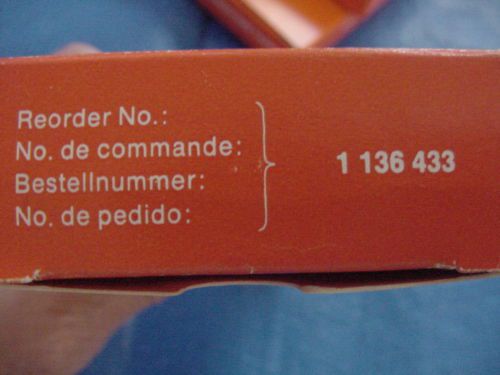 Reorder No.:
No. de commande:
Bestellnummer:
No. de pedido:
1 136 433